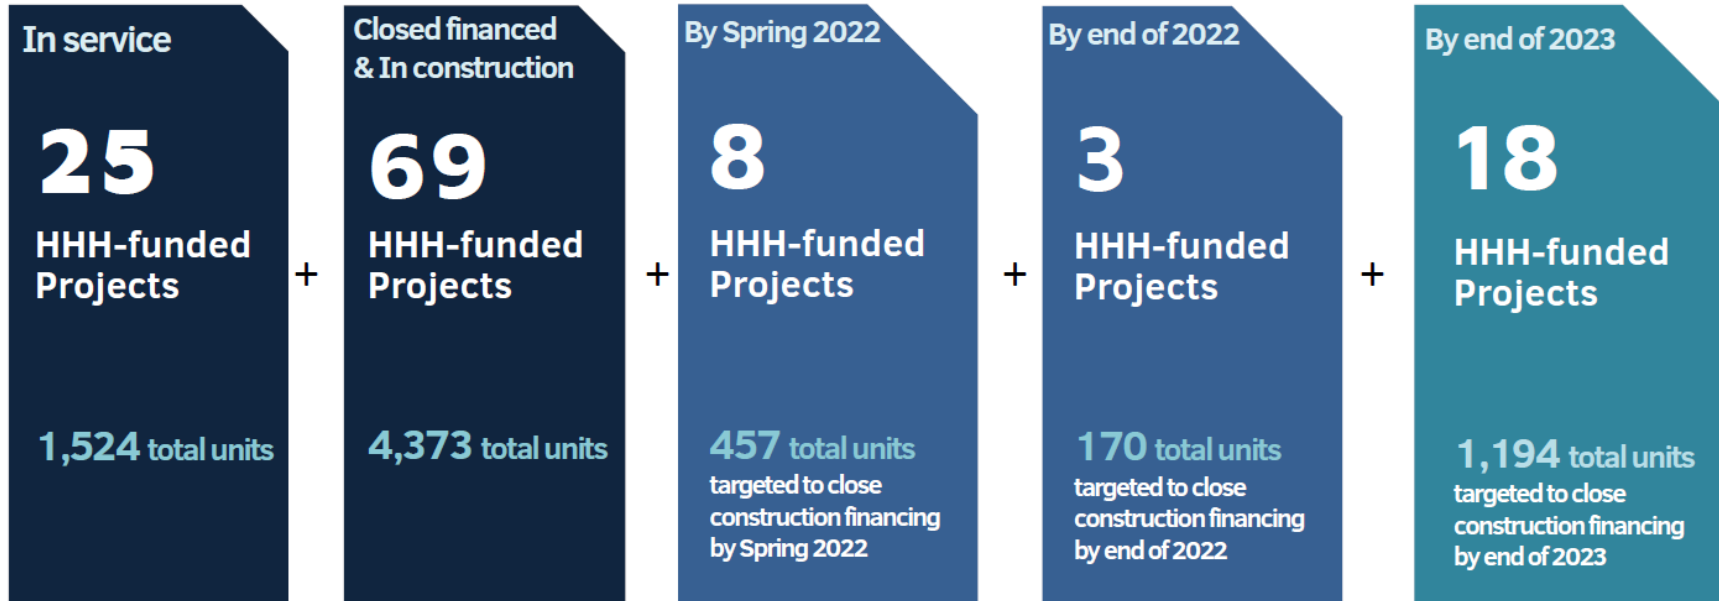 In service
25
HHH-funded
Projects
1,524 total units
+
Closed financed
& In construction
69
HHH-funded
Projects
4,373 total units
+
By Spring 2022
8
HHH-funded
Projects
457 total units
targeted to close
construction financing
by Spring 2022
+
By end of 2022
3
HHH-funded
Projects
170 total units
targeted to close
construction financing
by end of 2022
+
By end of 2023
18
HHH-funded
Projects
1,194 total units
targeted to close
construction financing
by end of 2023